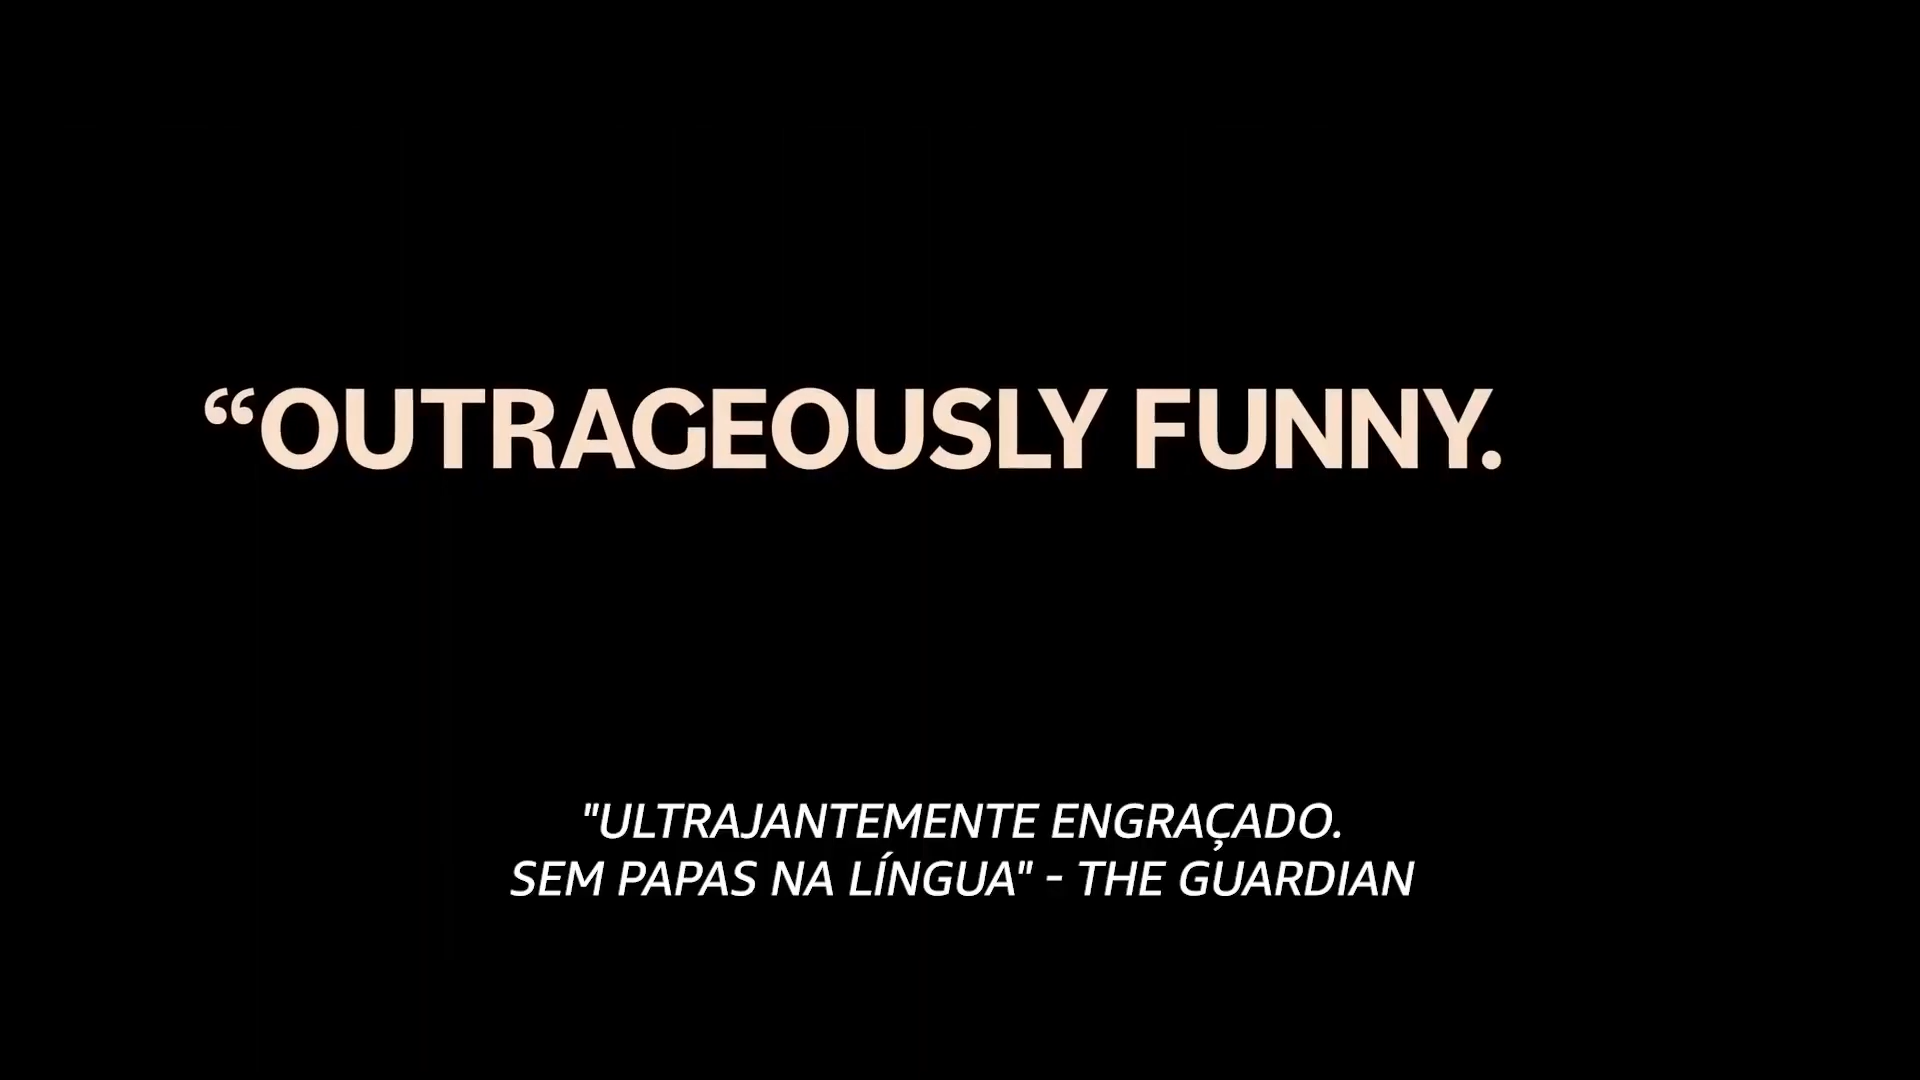 “OUTRAGEOUSLY FUNNY.
"ULTRAJANTEMENTE ENGRAÇADO.
SEM PAPAS NA LÍNGUA" - THE GUARDIAN